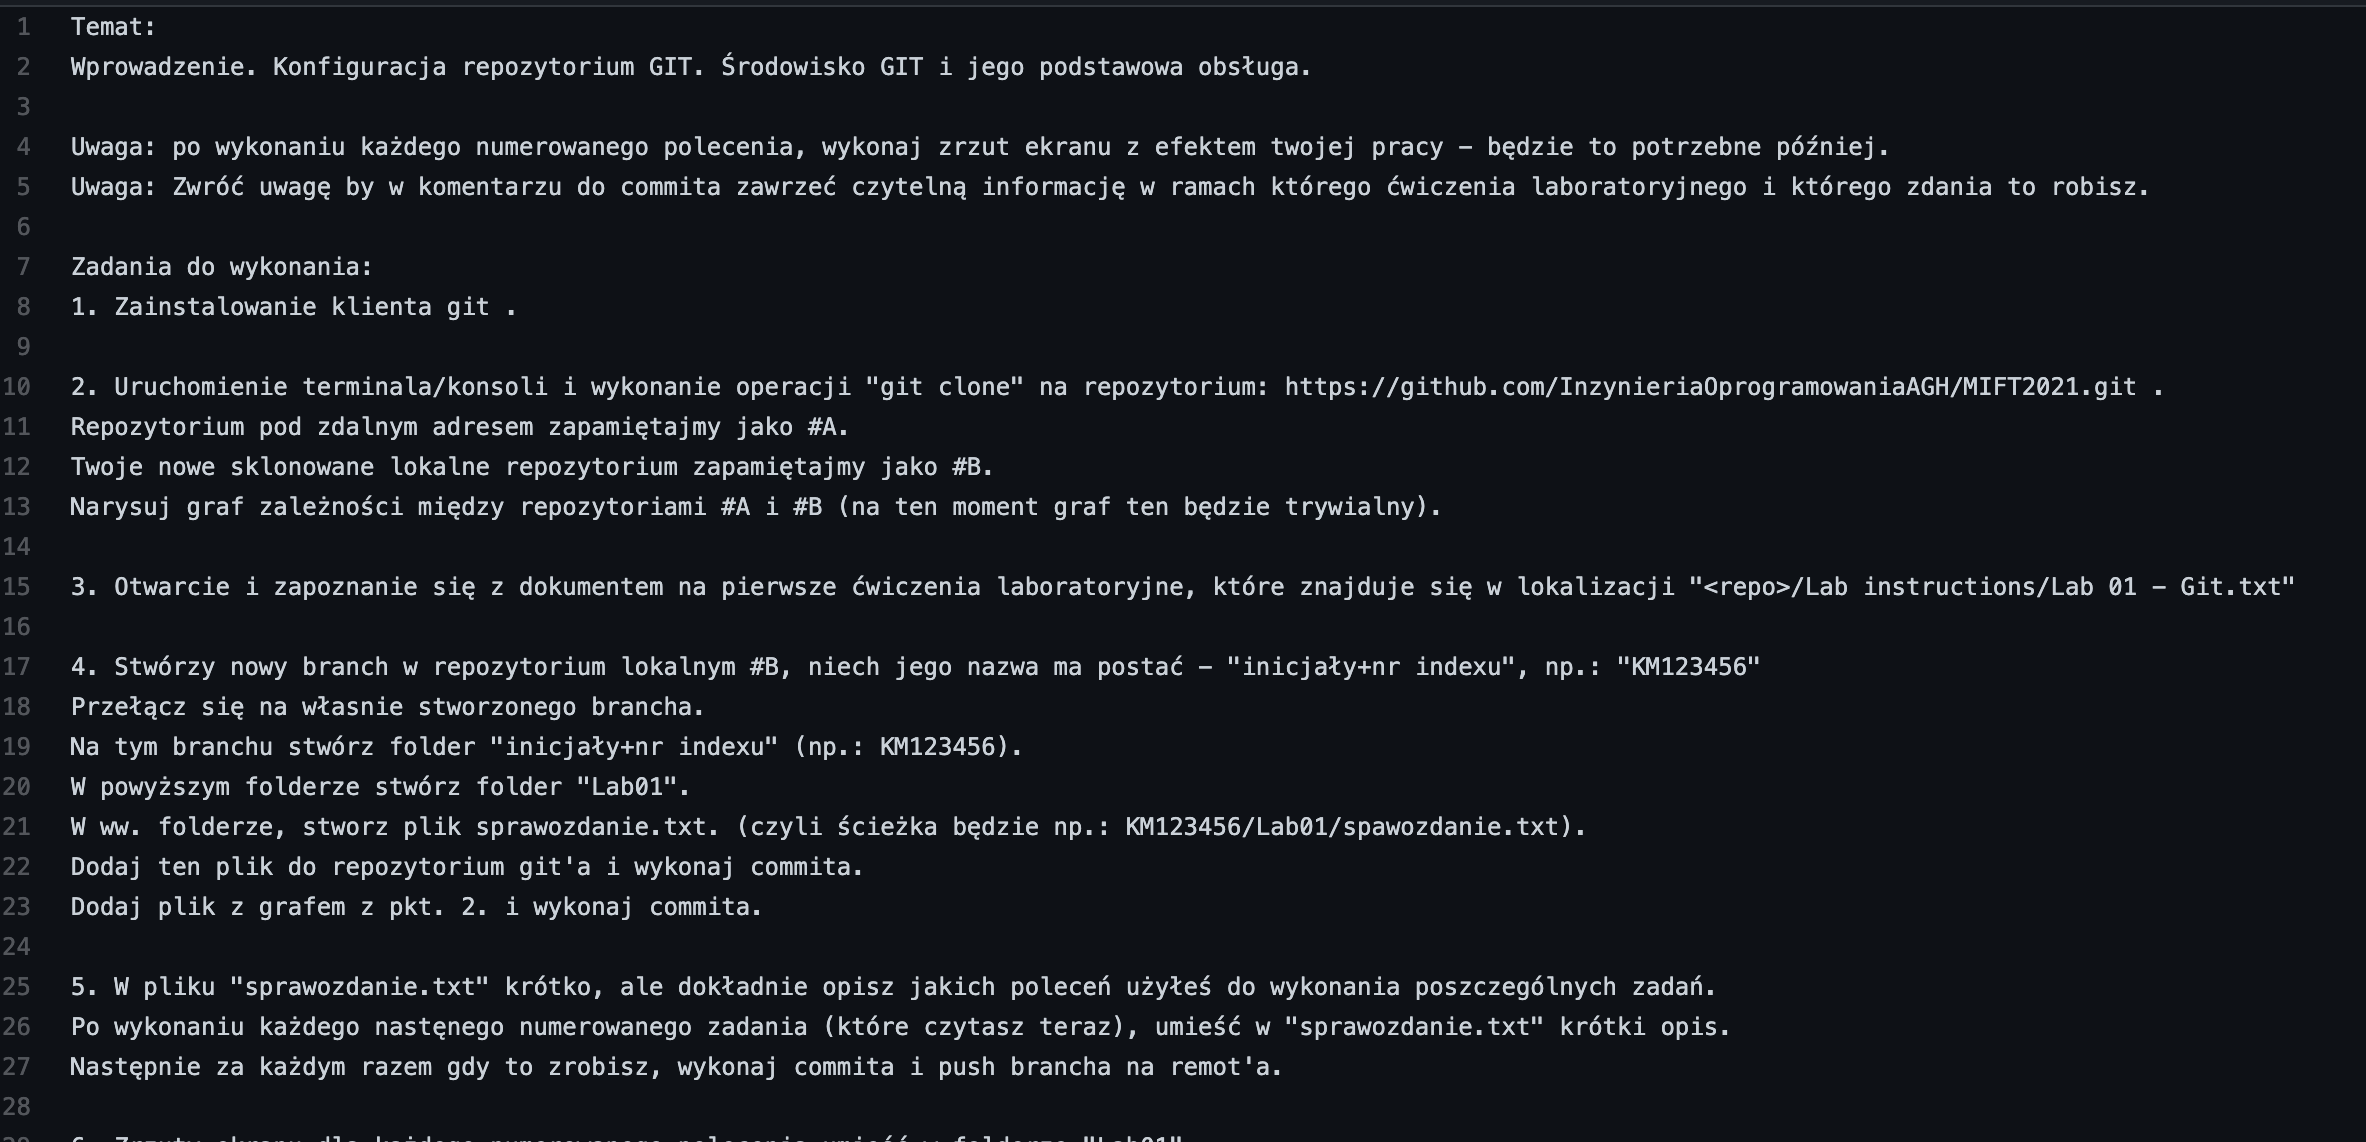 1 Temat:
2 Wprowadzenie. Konfiguracja repozytorium GIT. Środowisko GIT i jego podstawowa obsługa.
3
4 Uwaga: po wykonaniu każdego numerowanego polecenia, wykonaj zrzut ekranu z efektem twojej pracy – będzie to potrzebne później.
5 Uwaga: Zwróć uwagę by w komentarzu do commita zawrzeć czytelną informację w ramach którego ćwiczenia laboratoryjnego i którego zdania to robisz.
6
7 Zadania do wykonania:
8 1. Zainstalowanie klienta git .
9
10 2. Uruchomienie terminala/konsoli i wykonanie operacji "git clone" na repozytorium: https://github.com/InzynieriaOprogramowaniaAGH/MIFT2021.git .
11 Repozytorium pod zdalnym adresem zapamiętajmy jako #A.
12 Twoje nowe sklonowane lokalne repozytorium zapamiętajmy jako #B.
13 Narysuj graf zależności między repozytoriami #A i #B (na ten moment graf ten będzie trywialny).
14
15 3. Otwarcie i zapoznanie się z dokumentem na pierwsze ćwiczenia laboratoryjne, które znajduje się w lokalizacji "<repo>/Lab instructions/Lab 01 – Git.txt"
16
17 4. Stwórzy nowy branch w repozytorium lokalnym #B, niech jego nazwa ma postać – "inicjały+nr indexu", np.: "KM123456"
18 Przełącz się na własnie stworzonego brancha.
19 Na tym branchu stwórz folder "inicjały+nr indexu" (np.: KM123456).
20 W powyższym folderze stwórz folder "Lab01".
21 W ww. folderze, stworz plik sprawozdanie.txt. (czyli ścieżka będzie np.: KM123456/Lab01/spawozdanie.txt).
22 Dodaj ten plik do repozytorium git'a i wykonaj commita.
23 Dodaj plik z grafem z pkt. 2. i wykonaj commita.
24
25 5. W pliku "sprawozdanie.txt" krótko, ale dokładnie opisz jakich poleceń użyłeś do wykonania poszczególnych zadań.
26 Po wykonaniu każdego nastęnego numerowanego zadania (które czytasz teraz), umieść w "sprawozdanie.txt" krótki opis.
27 Następnie za każdym razem gdy to zrobisz, wykonaj commita i push brancha na remot'a.
28